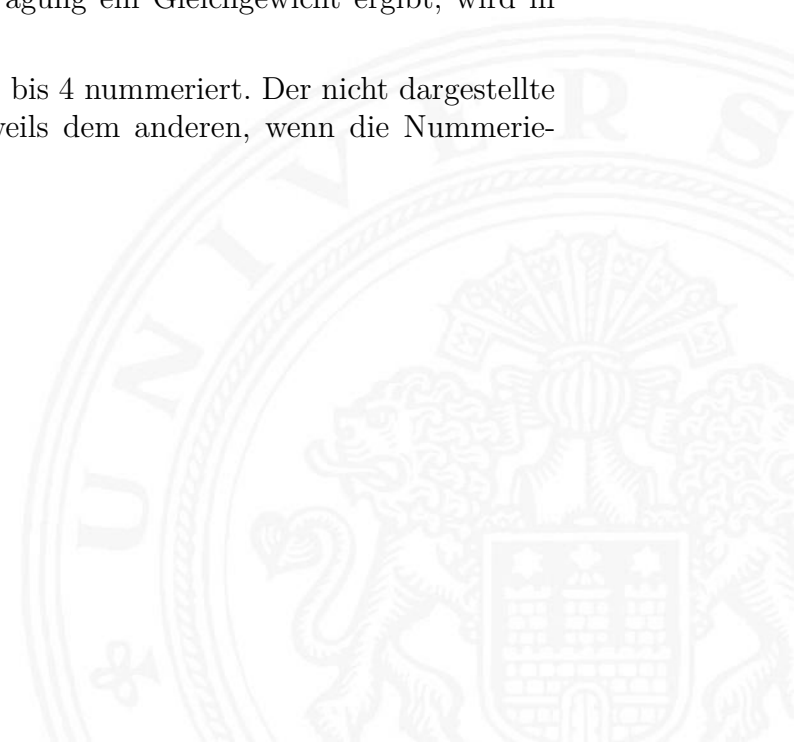 agung ein Gleichgewicht ergibt, wird in
bis 4 nummeriert. Der nicht dargestellte
weils dem anderen, wenn die Nummerie-
U N I V E R S